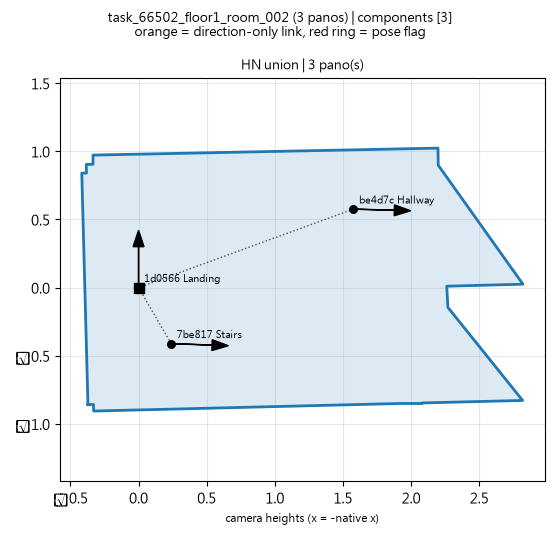 task_66502_floor1_room_002 (3 panos) | components [3]
orange = direction-only link, red ring = pose flag
HN union | 3 pano(s)
1.5
1.0
0.5
0.0
0.5
1.0
be4d7c Hallway
1d0566 Landing
7be817 Stairs
0.5 0.0 0.5 1.0 1.5 2.0 2.5
camera heights (x = -native x)